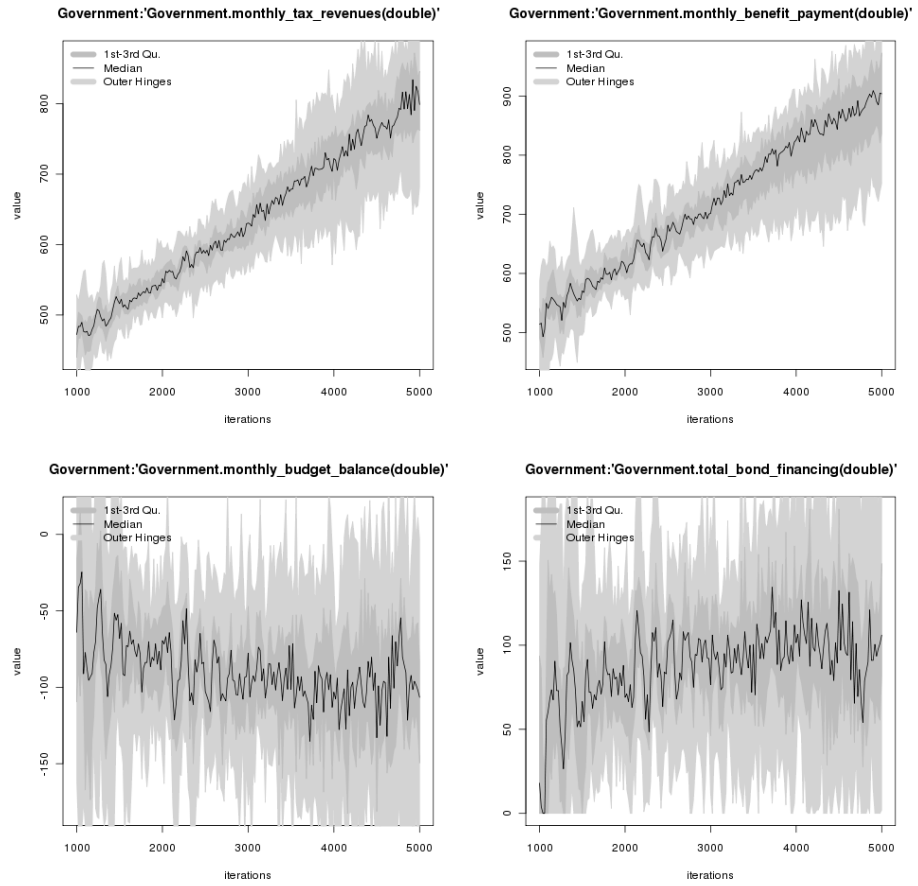 Government:'Government.monthly_tax_revenues(double)'
1st-3rd Qu.
Median
Outer Hinges
value
500
600
700
800
1000
2000
3000
4000
5000
iterations
Government:'Government.monthly_benefit_payment(double)'
1st-3rd Qu.
Median
Outer Hinges
value
500
600
700
800
900
1000
2000
3000
4000
5000
iterations
Government:'Government.monthly_budget_balance(double)'
1st-3rd Qu.
Median
Outer Hinges
value
-150
-100
-50
0
1000
2000
3000
4000
5000
iterations
Government:'Government.total_bond_financing(double)'
1st-3rd Qu.
Median
Outer Hinges
value
0
50
100
150
1000
2000
3000
4000
5000
iterations